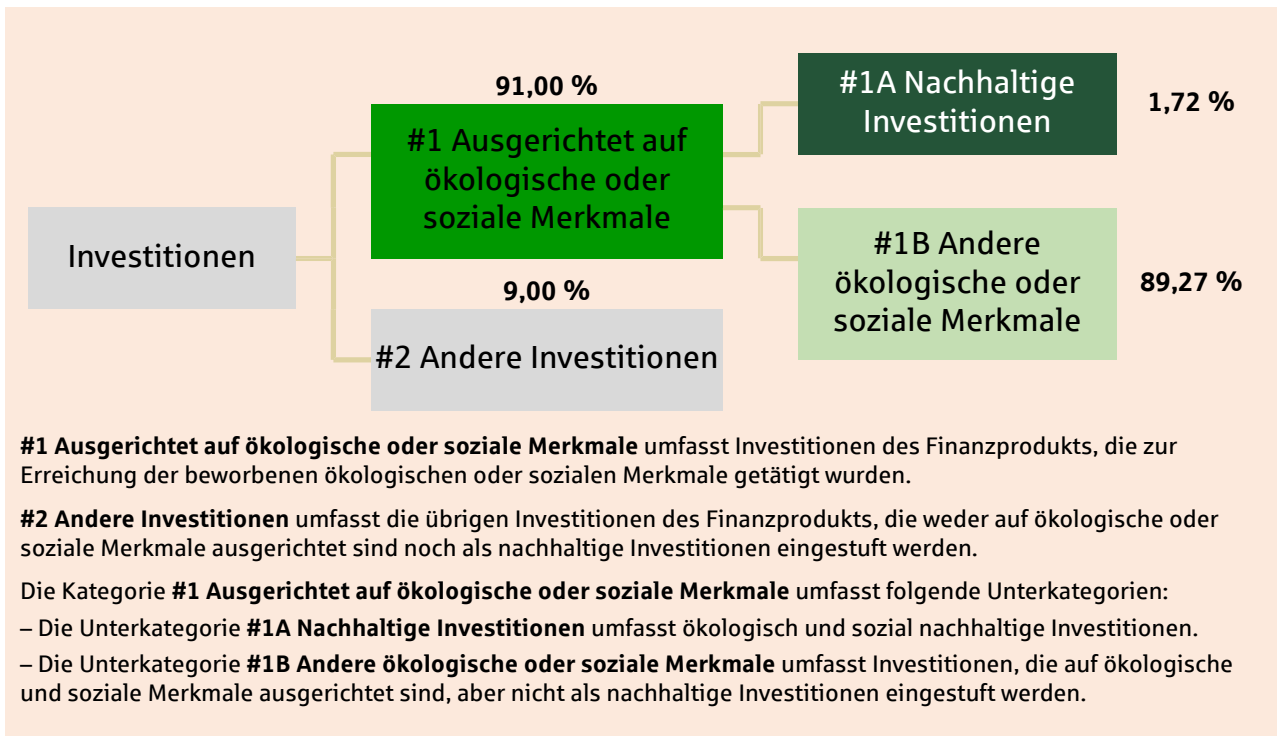 91,00 %
#1 Ausgerichtet auf
ökologische oder
soziale Merkmale
#1A Nachhaltige
Investitionen
1,72 %
Investitionen
#1B Andere
ökologische oder
soziale Merkmale
89,27 %
9,00 %
#2 Andere Investitionen
#1 Ausgerichtet auf ökologische oder soziale Merkmale umfasst Investitionen des Finanzprodukts, die zur
Erreichung der beworbenen ökologischen oder sozialen Merkmale getätigt wurden.
#2 Andere Investitionen umfasst die übrigen Investitionen des Finanzprodukts, die weder auf ökologische oder
soziale Merkmale ausgerichtet sind noch als nachhaltige Investitionen eingestuft werden.
Die Kategorie #1 Ausgerichtet auf ökologische oder soziale Merkmale umfasst folgende Unterkategorien:
– Die Unterkategorie #1A Nachhaltige Investitionen umfasst ökologisch und sozial nachhaltige Investitionen.
– Die Unterkategorie #1B Andere ökologische oder soziale Merkmale umfasst Investitionen, die auf ökologische
und soziale Merkmale ausgerichtet sind, aber nicht als nachhaltige Investitionen eingestuft werden.